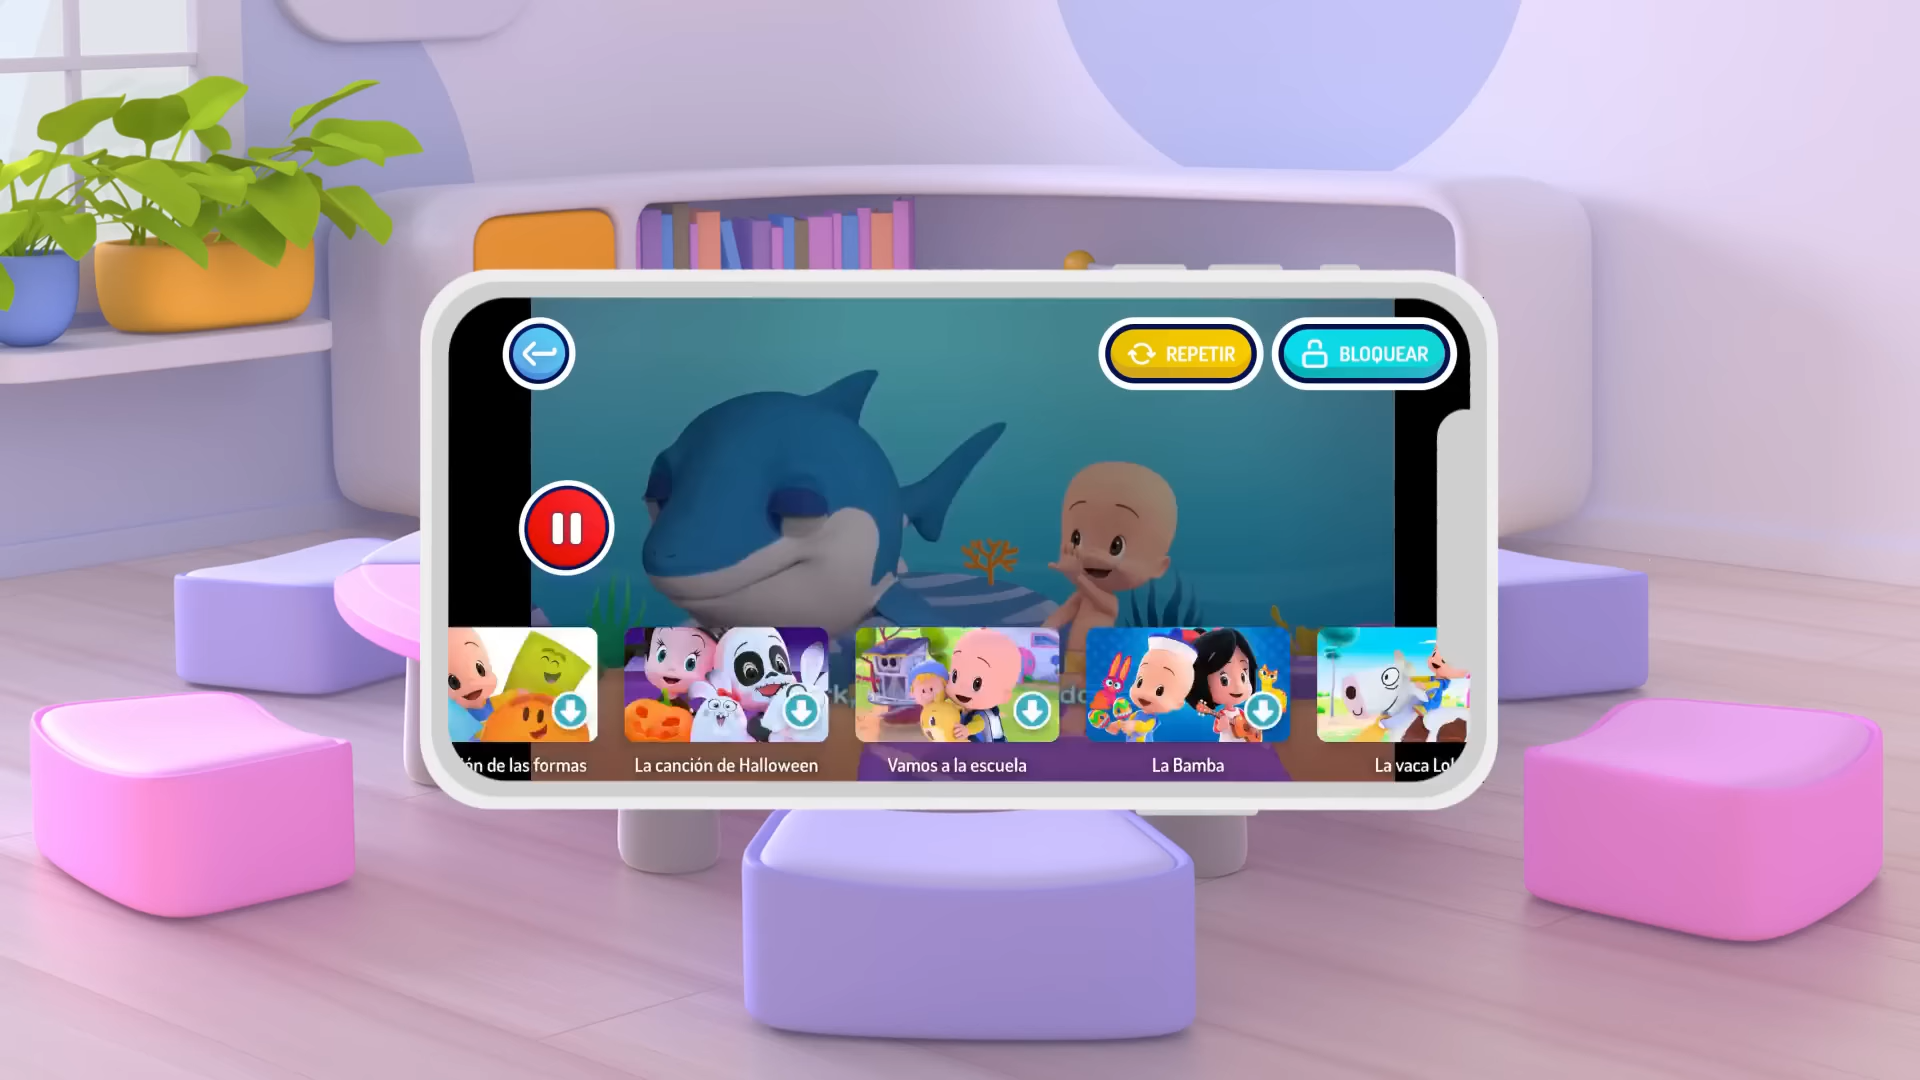 REPETIR
BLOQUEAR
de las formas
La canción de Halloween
Vamos a la escuela
La Bamba
La vaca